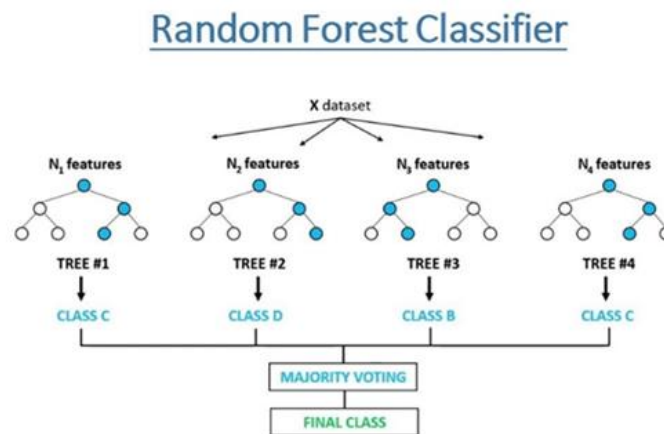 Random Forest Classifier
X dataset
N₁ features N₂ features N₃ features N₄ features
TREE #1 TREE #2 TREE #3 TREE #4
CLASS C CLASS D CLASS B CLASS C
MAJORITY VOTING
FINAL CLASS